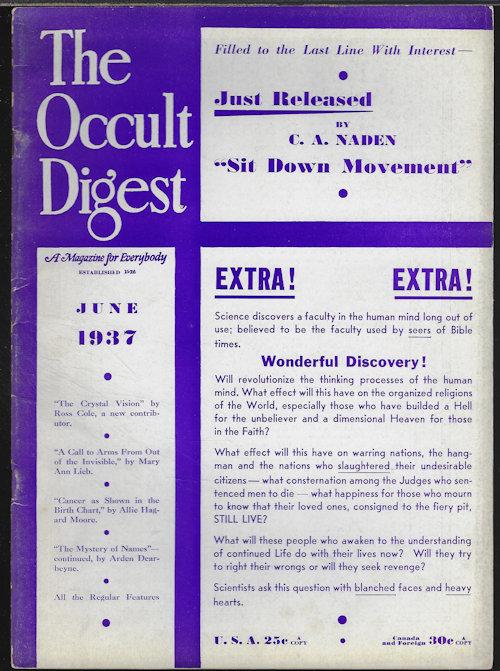 The
Occult
Digest
A Magazine for Everybody
ESTABLISHED 1926
JUNE
1937
"The Crystal Vision" by
Ross Cole, a new contrib-
utor.
"A Call to Arms From Out
of the Invisible," by Mary
Ann Lieb.
"Cancer as Shown in the
Birth Chart," by Allie Hag-
ard Moore.
"The Mystery of Names"—
continued, by Arden Dear-
beyne.
All the Regular Features
Filled to the Last Line With Interest—
Just Released
BY
C. A. NADEN
"Sit Down Movement"
EXTRA! EXTRA!
Science discovers a faculty in the human mind long out of
use; believed to be the faculty used by seers of Bible
times.
Wonderful Discovery!
Will revolutionize the thinking processes of the human
mind. What effect will this have on the organized religions
of the World, especially those who have builded a Hell
for the unbeliever and a dimensional Heaven for those
in the Faith?
What effect will this have on warring nations, the hang-
man and the nations who slaughtered their undesirable
citizens — what consternation among the Judges who sen-
tenced men to die — what happiness for those who mourn
to know that their loved ones, consigned to the fiery pit,
STILL LIVE?
What will these people who awaken to the understanding
of continued Life do with their lives now? Will they try
to right their wrongs or will they seek revenge?
Scientists ask this question with blanched faces and heavy
hearts.
U. S. A. 25c A COPY
Canada and Foreign 30c A COPY